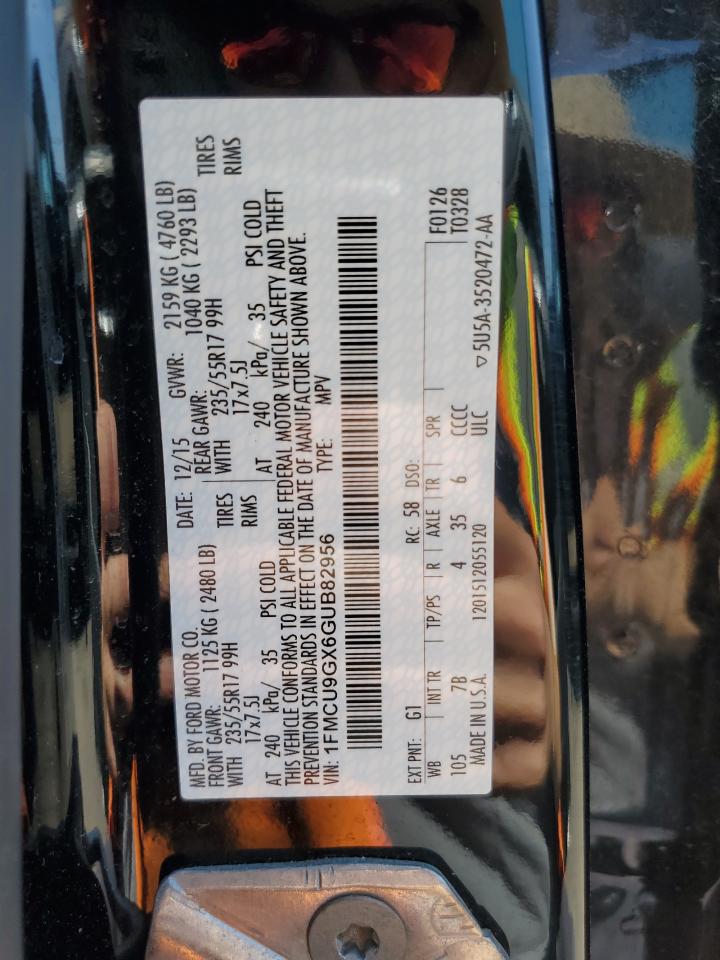 MFD. BY FORD MOTOR CO. DATE: 12/15 GVWR: 2159 KG ( 4760 LB)
FRONT GAWR: 1125 KG ( 2480 LB) REAR GAWR: 1040 KG ( 2293 LB)
WITH 235/55R17 99H TIRES WITH 235/55R17 99H TIRES
17x7.5J RIMS 17x7.5J RIMS
AT 240 kPa/ 35 PSI COLD AT 240 kPa/ 35 PSI COLD
THIS VEHICLE CONFORMS TO ALL APPLICABLE FEDERAL MOTOR VEHICLE SAFETY AND THEFT
PREVENTION STANDARDS IN EFFECT ON THE DATE OF MANUFACTURE SHOWN ABOVE.
VIN: 1FMCU9GX6GUB82956 TYPE: MPV
EXT PNT: G1 RC: 58 DSO: F0126
WB INT TR TP/PS R AXLE TR SPR T0328
105 7B 4 35 6 CCCC
MADE IN U.S.A. 1201512055120 ULC ▽ 5U5A-3520472-AA